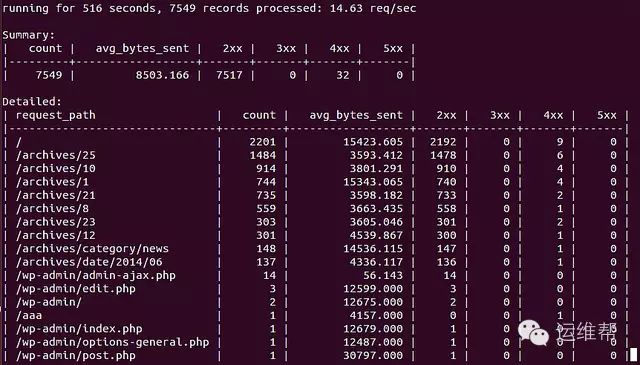 running for 516 seconds, 7549 records processed: 14.63 req/sec
Summary:
| count | avg_bytes_sent | 2xx | 3xx | 4xx | 5xx |
|---------+------------------+-------+-------+-------+-------|
| 7549 | 8503.166 | 7517 | 0 | 32 | 0 |
Detailed:
| request_path | count | avg_bytes_sent | 2xx | 3xx | 4xx | 5xx |
|----------------------------+---------+------------------+-------+-------+-------+-------|
| / | 2201 | 15423.605 | 2192 | 0 | 9 | 0 |
| /archives/25 | 1484 | 3593.412 | 1478 | 0 | 6 | 0 |
| /archives/10 | 914 | 3801.291 | 910 | 0 | 4 | 0 |
| /archives/1 | 744 | 15343.065 | 740 | 0 | 4 | 0 |
| /archives/21 | 735 | 3598.182 | 733 | 0 | 2 | 0 |
| /archives/8 | 559 | 3663.435 | 558 | 0 | 1 | 0 |
| /archives/23 | 303 | 3605.046 | 301 | 0 | 2 | 0 |
| /archives/12 | 301 | 4539.867 | 300 | 0 | 1 | 0 |
| /archives/category/news | 148 | 14536.115 | 147 | 0 | 1 | 0 |
| /archives/date/2014/06 | 137 | 4336.117 | 136 | 0 | 1 | 0 |
| /wp-admin/admin-ajax.php | 14 | 56.143 | 14 | 0 | 0 | 0 |
| /wp-admin/edit.php | 3 | 12599.000 | 3 | 0 | 0 | 0 |
| /wp-admin/ | 2 | 12675.000 | 2 | 0 | 0 | 0 |
| /aaa | 1 | 4157.000 | 0 | 0 | 1 | 0 |
| /wp-admin/index.php | 1 | 12679.000 | 1 | 0 |
| /wp-admin/options-general.php | 1 | 12487.000 | 1 | 0 |
| /wp-admin/post.php | 1 | 30797.000 | 1 | 0 | 0 | 0 |
运维帮